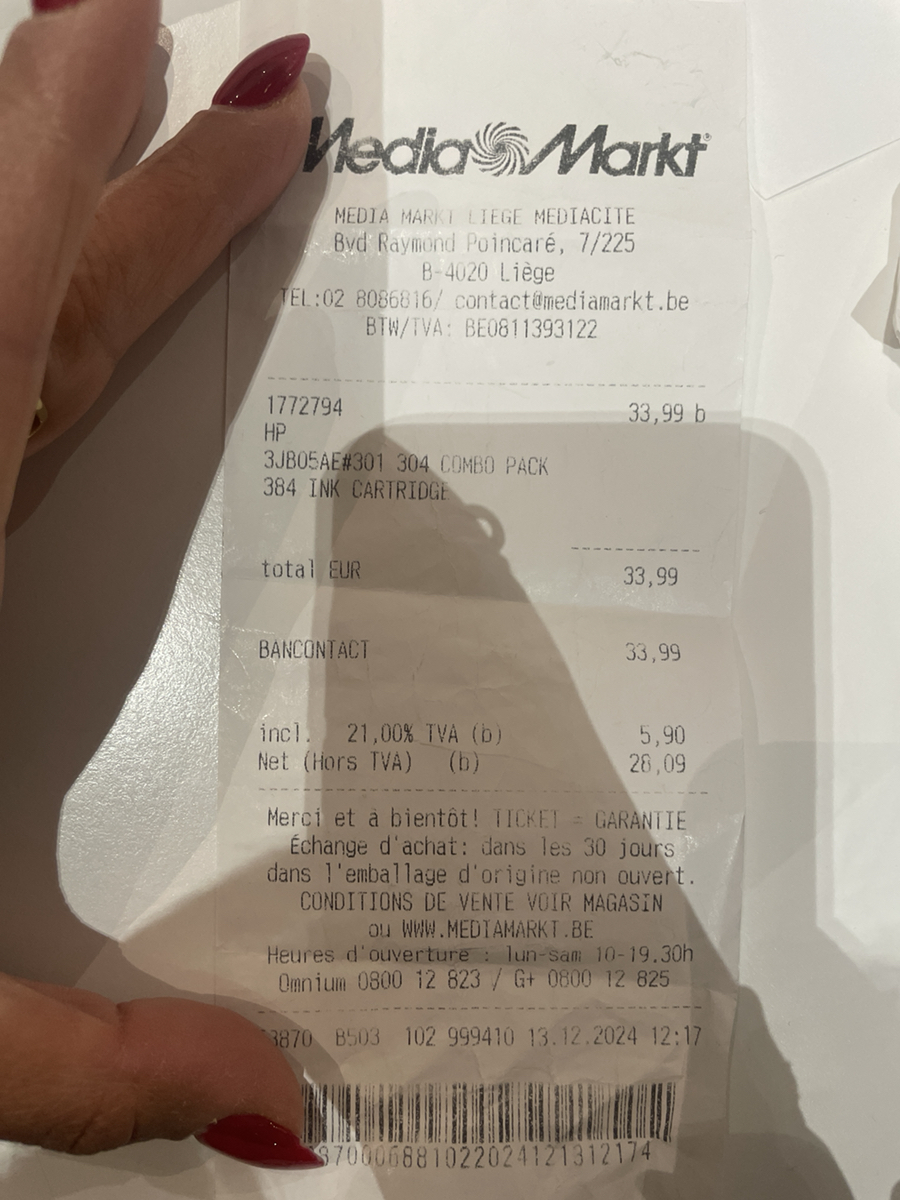 Media Markt
MEDIA MARKT LIEGE MEDIACITE
Bvd Raymond Poincaré, 7/225
B-4020 Liège
TEL:02 8086816/ contact@mediamarkt.be
BTW/TVA: BE0811393122
1772794 33,99 b
HP
3JB05AE#301 304 COMBO PACK
384 INK CARTRIDGE
total EUR 33,99
BANCONTACT 33,99
incl. 21,00% TVA (b) 5,90
Net (Hors TVA) (b) 28,09
Merci et à bientôt! TICKET = GARANTIE
Échange d'achat: dans les 30 jours
dans l'emballage d'origine non ouvert.
CONDITIONS DE VENTE VOIR MAGASIN
ou WWW.MEDIAMARKT.BE
Heures d'ouverture : lun-sam 10-19.30h
Omnium 0800 12 823 / G+ 0800 12 825
B503 102 999410 13.12.2024 12:17